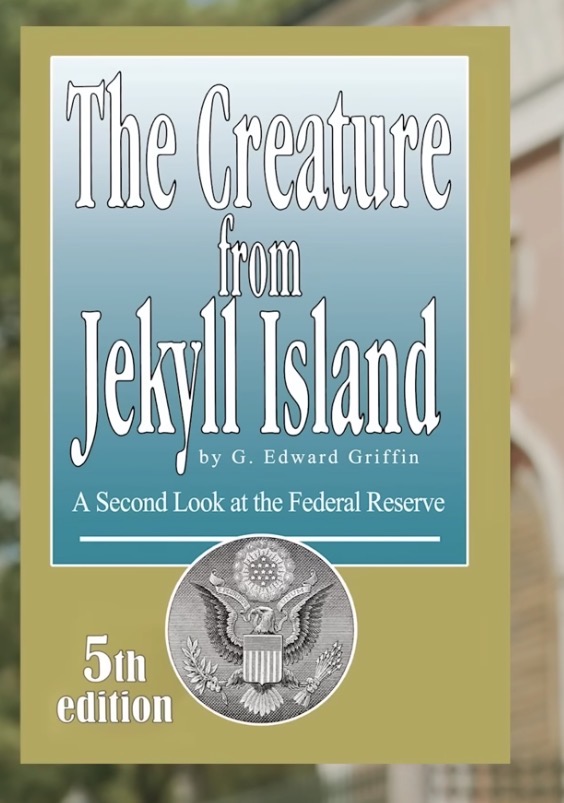 The Creature
from
Jekyll Island
by G. Edward Griffin
A Second Look at the Federal Reserve
5th
edition